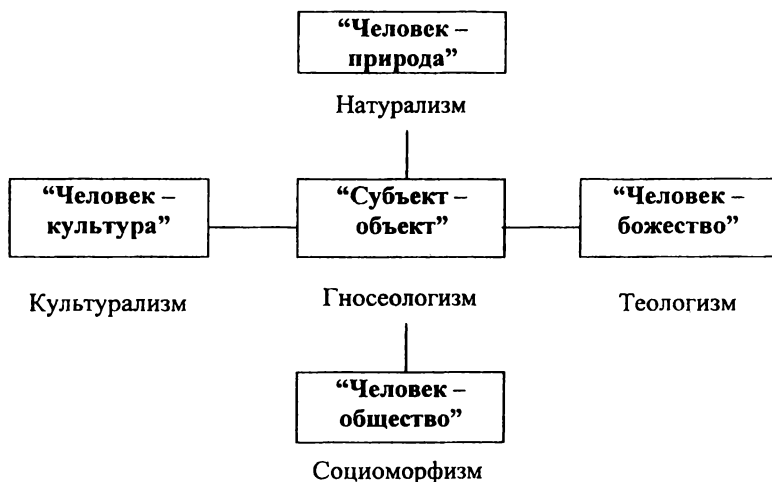 “Человек –
природа”
Натурализм
“Человек –
культура”
“Субъект –
объект”
“Человек –
божество”
Культурализм
Гносеологизм
Теологизм
“Человек –
общество”
Социоморфизм